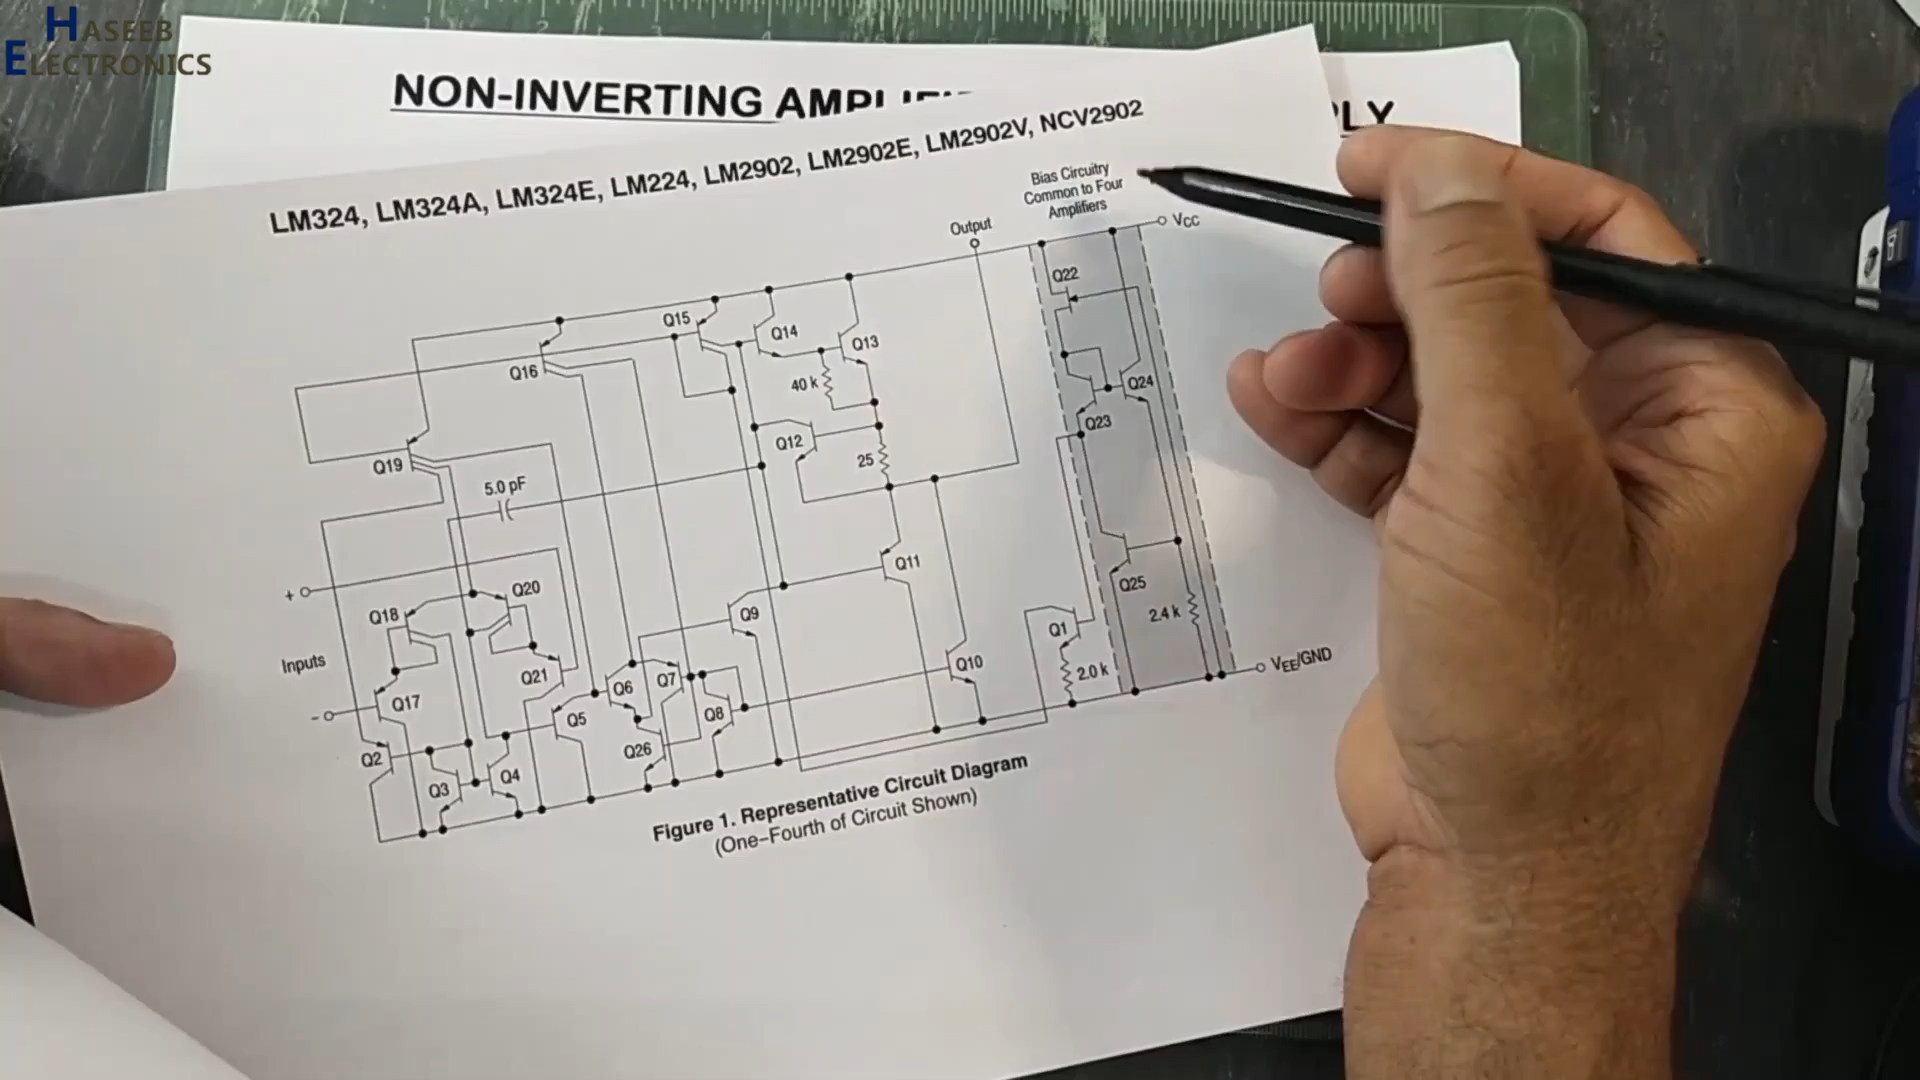 HASEEB
ELECTRONICS
NON-INVERTING
PLY
LM324, LM324A, LM324E, LM224, LM2902, LM2902E, LM2902V, NCV2902
Bias Circuitry
Common to Four
Amplifiers
Output
VCC
Q22
Q15
Q14
Q13
Q16
40 k
Q24
Q23
Q12
Q19
25
5.0 pF
+
Q20
Q18
Q11
Q25
Q9
2.4 k
Q1
Inputs
Q21
Q6
Q7
Q10
2.0 k
VEE/GND
-
Q17
Q5
Q8
Q2
Q26
Q3
Q4
Figure 1. Representative Circuit Diagram
(One-Fourth of Circuit Shown)